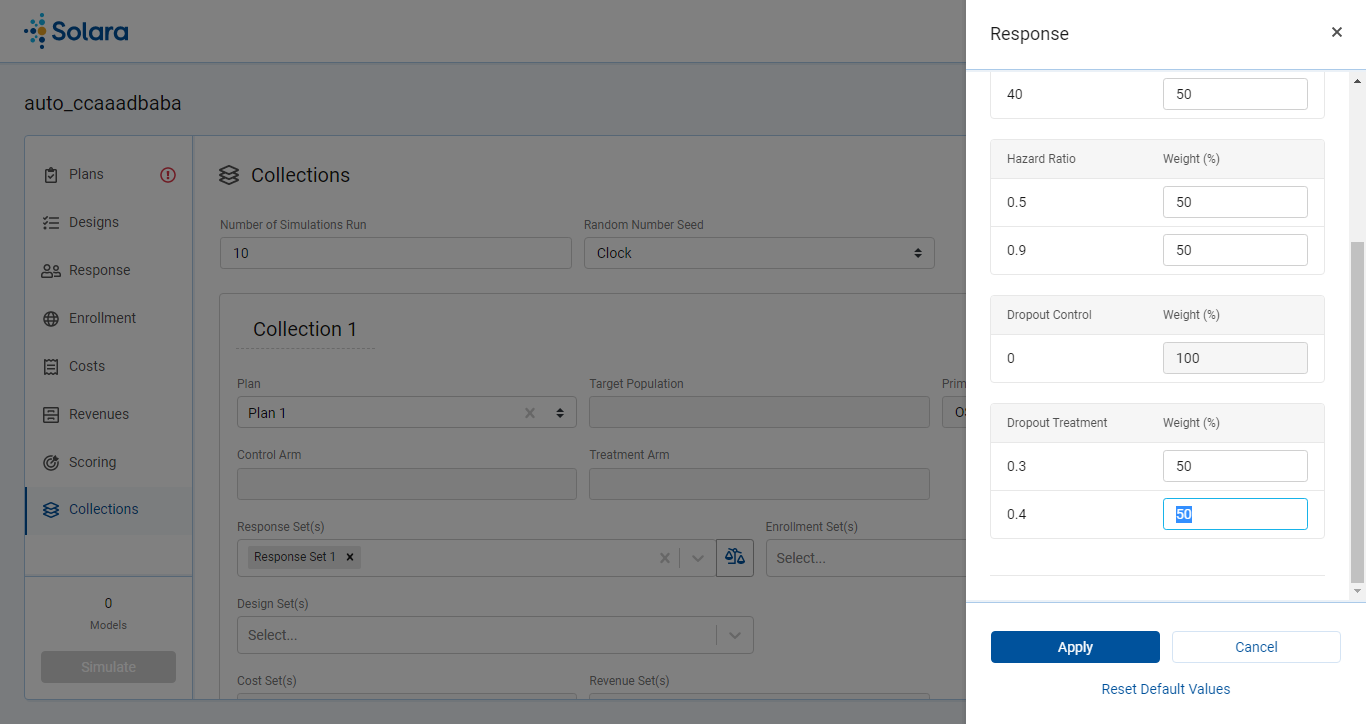 Solara
auto_ccaaadbaba
Plans
Designs
Response
Enrollment
Costs
Revenues
Scoring
Collections
0
Models
Simulate
Collections
Number of Simulations Run
Random Number Seed
10
Clock
Collection 1
Plan
Target Population
Prim
Plan 1
Control Arm
Treatment Arm
Response Set(s)
Enrollment Set(s)
Response Set 1
Select...
Design Set(s)
Select...
Cost Set(s)
Revenue Set(s)
Response
40 50
Hazard Ratio Weight (%)
0.5 50
0.9 50
Dropout Control Weight (%)
0 100
Dropout Treatment Weight (%)
0.3 50
0.4 50
Apply
Cancel
Reset Default Values